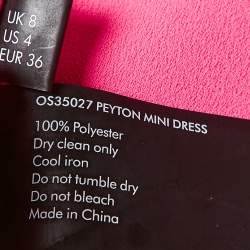 UK 8
US 4
EUR 36
OS35027 PEYTON MINI DRESS
100% Polyester
Dry clean only
Cool iron
Do not tumble dry
Do not bleach
Made in China